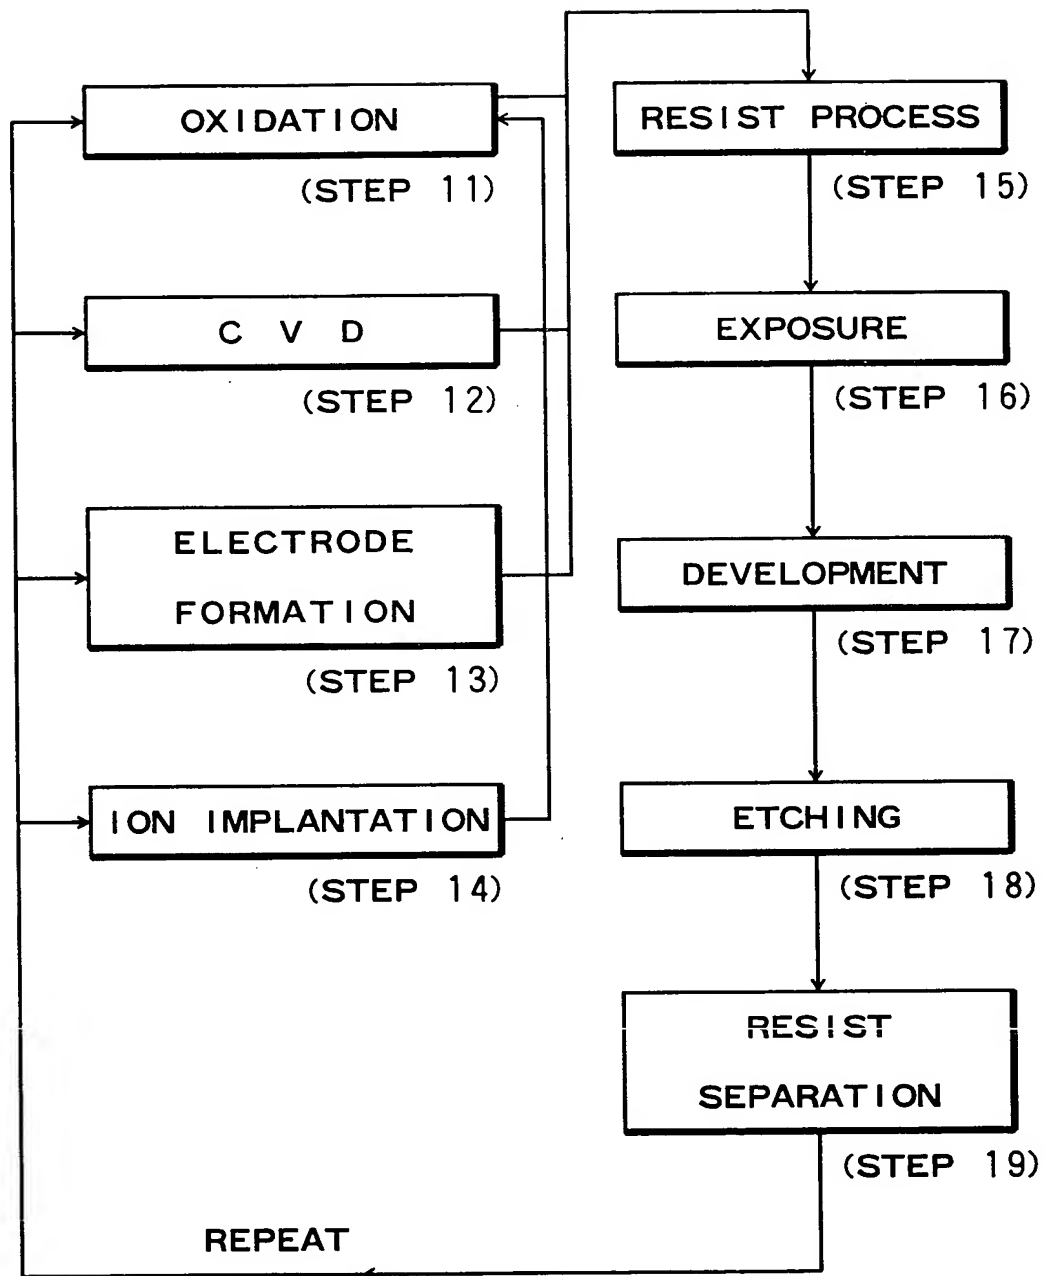 OXIDATION
(STEP 11)
CVD
(STEP 12)
ELECTRODE
FORMATION
(STEP 13)
ION IMPLANTATION
(STEP 14)
RESIST PROCESS
(STEP 15)
EXPOSURE
(STEP 16)
DEVELOPMENT
(STEP 17)
ETCHING
(STEP 18)
RESIST
SEPARATION
(STEP 19)
REPEAT